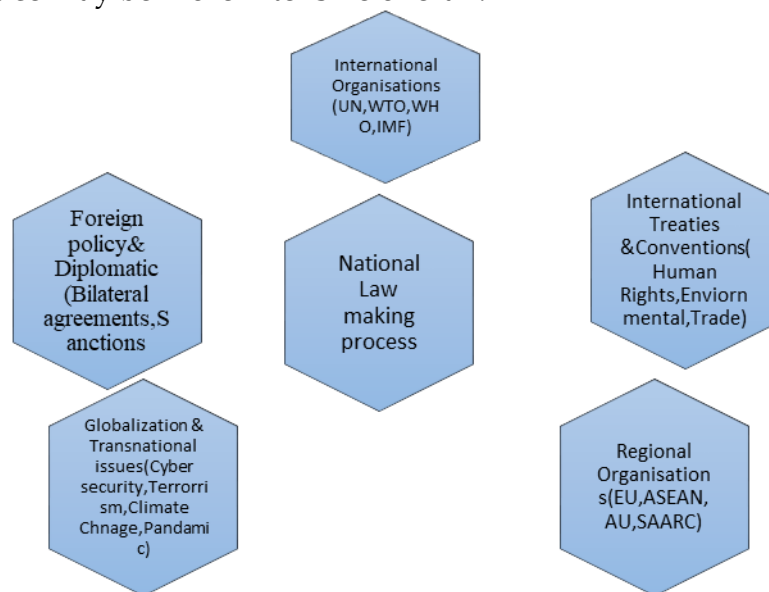 International
Organisations
(UN,WTO,WH
O,IMF)
Foreign
policy&
Diplomatic
(Bilateral
agreements,S
anctions
National
Law
making
process
International
Treaties
&Conventions(
Human
Rights,Enviorn
mental,Trade)
Globalization &
Transnational
issues(Cyber
security,Terrorri
sm,Climate
Chnage,Pandami
c)
Regional
Organisation
s(EU,ASEAN,
AU,SAARC)